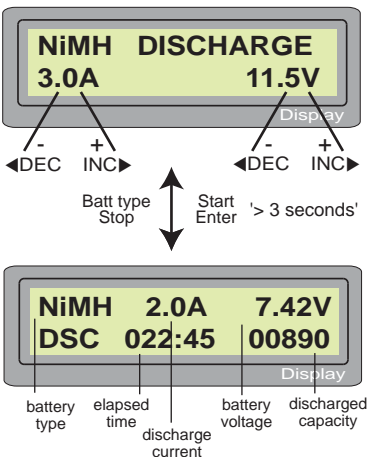 NiMH DISCHARGE
3.0A 11.5V
Display
- + - +
◀DEC INC▶ ◀DEC INC▶
Batt type Start
Stop Enter '> 3 seconds'
NiMH 2.0A 7.42V
DSC 022:45 00890
Display
battery type
elapsed time
discharge current
battery voltage
discharged capacity